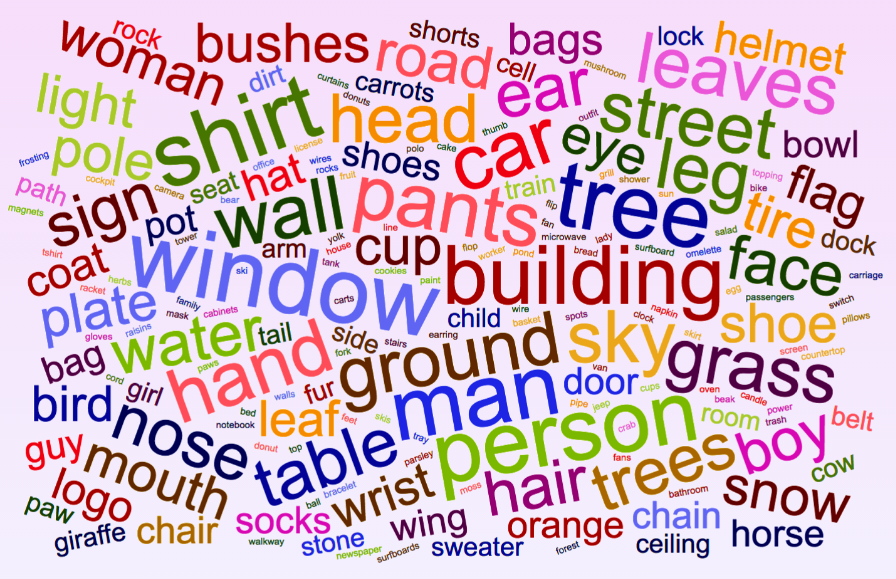 rock
shorts
lock
helmet
woman
bushes
road
bags
cell
mushroom
leaves
dirt
curtains
carrots
donuts
ear
light
shirt
head
thumb
outfit
street
bowl
pole
license
polo
cake
car
eye
leg
frosting
office
wires
rocks
shoes
hat
fruit
cockpit
camera
seat
bear
train
grill
shower
sun
topping
bike
flag
path
magnets
sign
pot
wall
pants
flip
fan
tree
tire
salad
dock
tower
arm
house
line
yolk
cup
flop
worker
pond
microwave
bread
lady
surfboard
omelette
face
tshirt
coat
window
ski
tank
cookies
paint
building
carriage
racket
herbs
family
carts
egg
passengers
switch
plate
mask
cabinets
raisins
gloves
child
wire
basket
spots
clock
napkin
shoe
pillows
water
tail
side
stairs
earring
ground
sky
skirt
screen
countertop
bag
paws
fork
hand
van
grass
cord
girl
walls
fur
man
door
cups
oven
candle
bird
bed
notebook
leaf
feet
skis
pipe
jeep
beak
power
trash
room
belt
nose
donut
top
tray
person
crab
fans
boy
guy
mouth
table
parsley
hair
trees
cow
logo
ball
bracelet
wrist
moss
bathroom
snow
paw
giraffe
chair
socks
walkway
stone
newspaper
surfboards
wing
sweater
orange
forest
chain
ceiling
horse